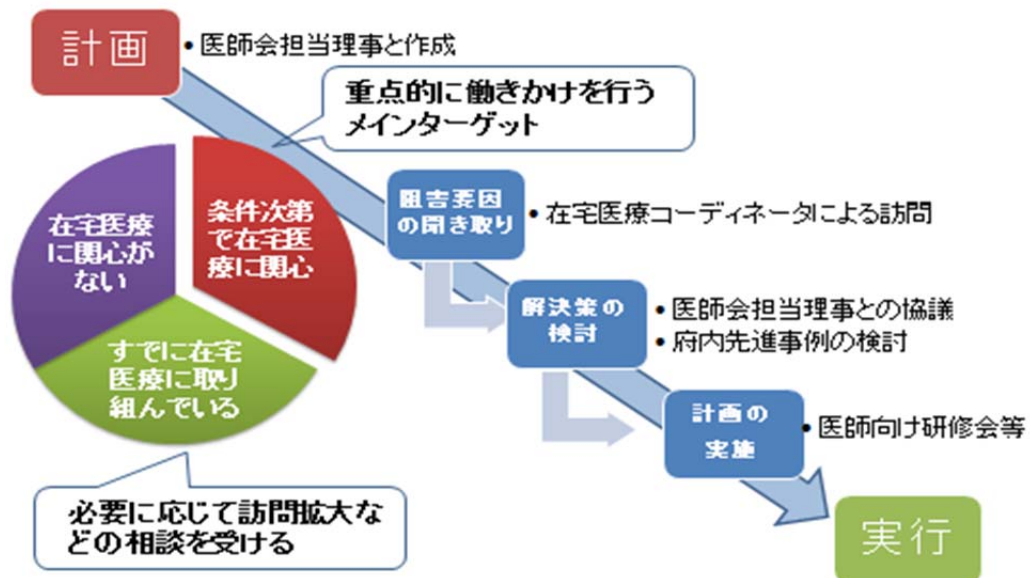 計画
• 医師会担当理事と作成
重点的に働きかけを行う
メインターゲット
在宅医療
に関心が
ない
条件次第
で在宅医
療に関心
すでに在宅
医療に取り
組んでいる
必要に応じて訪問拡大な
どの相談を受ける
阻害要因
の聞き取り
• 在宅医療コーディネータによる訪問
解決策の
検討
• 医師会担当理事との協議
• 府内先進事例の検討
計画の
実施
• 医師向け研修会等
実行